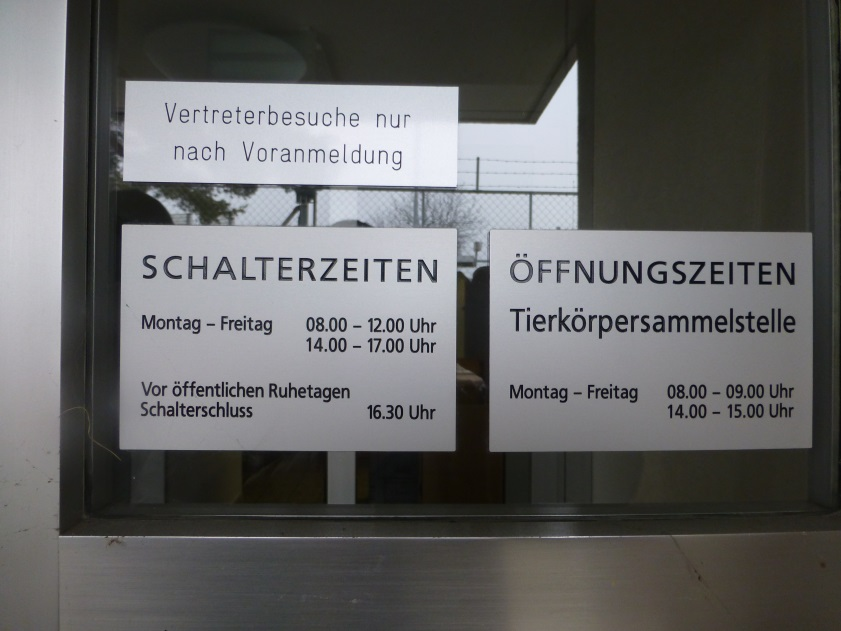 Vertreterbesuche nur
nach Voranmeldung
SCHALTERZEITEN
Montag – Freitag 08.00 – 12.00 Uhr
14.00 – 17.00 Uhr
Vor öffentlichen Ruhetagen
Schalterschluss 16.30 Uhr
ÖFFNUNGSZEITEN
Tierkörpersammelstelle
Montag – Freitag 08.00 – 09.00 Uhr
14.00 – 15.00 Uhr